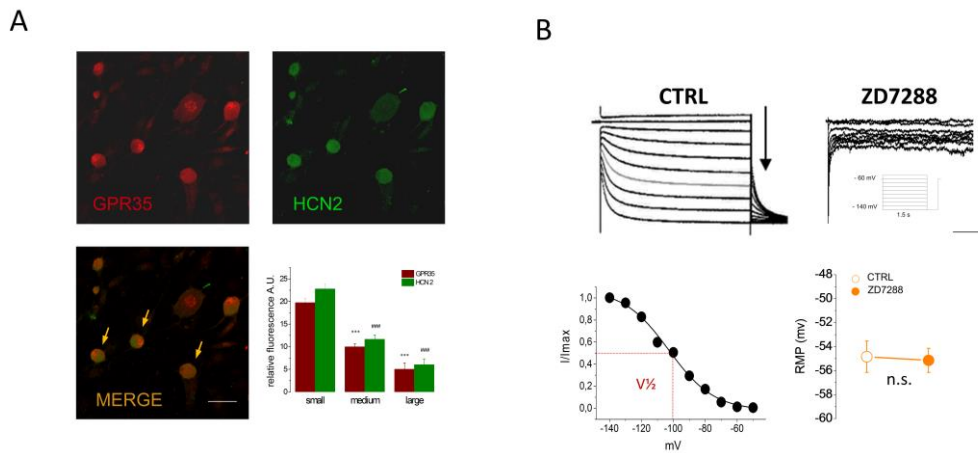 A
B
GPR35
HCN2
MERGE
relative fluorescence A.U.
25
20
15
10
5
0
GPR35
HCN 2
***
###
***
###
small
medium
large
CTRL
ZD7288
- 60 mV
- 140 mV
1.5 s
I/Imax
1,0
0,8
0,6
0,4
0,2
0,0
V½
-140
-120
-100
-80
-60
mV
RMP (mv)
-48
-50
-52
-54
-56
-58
-60
CTRL
ZD7288
n.s.